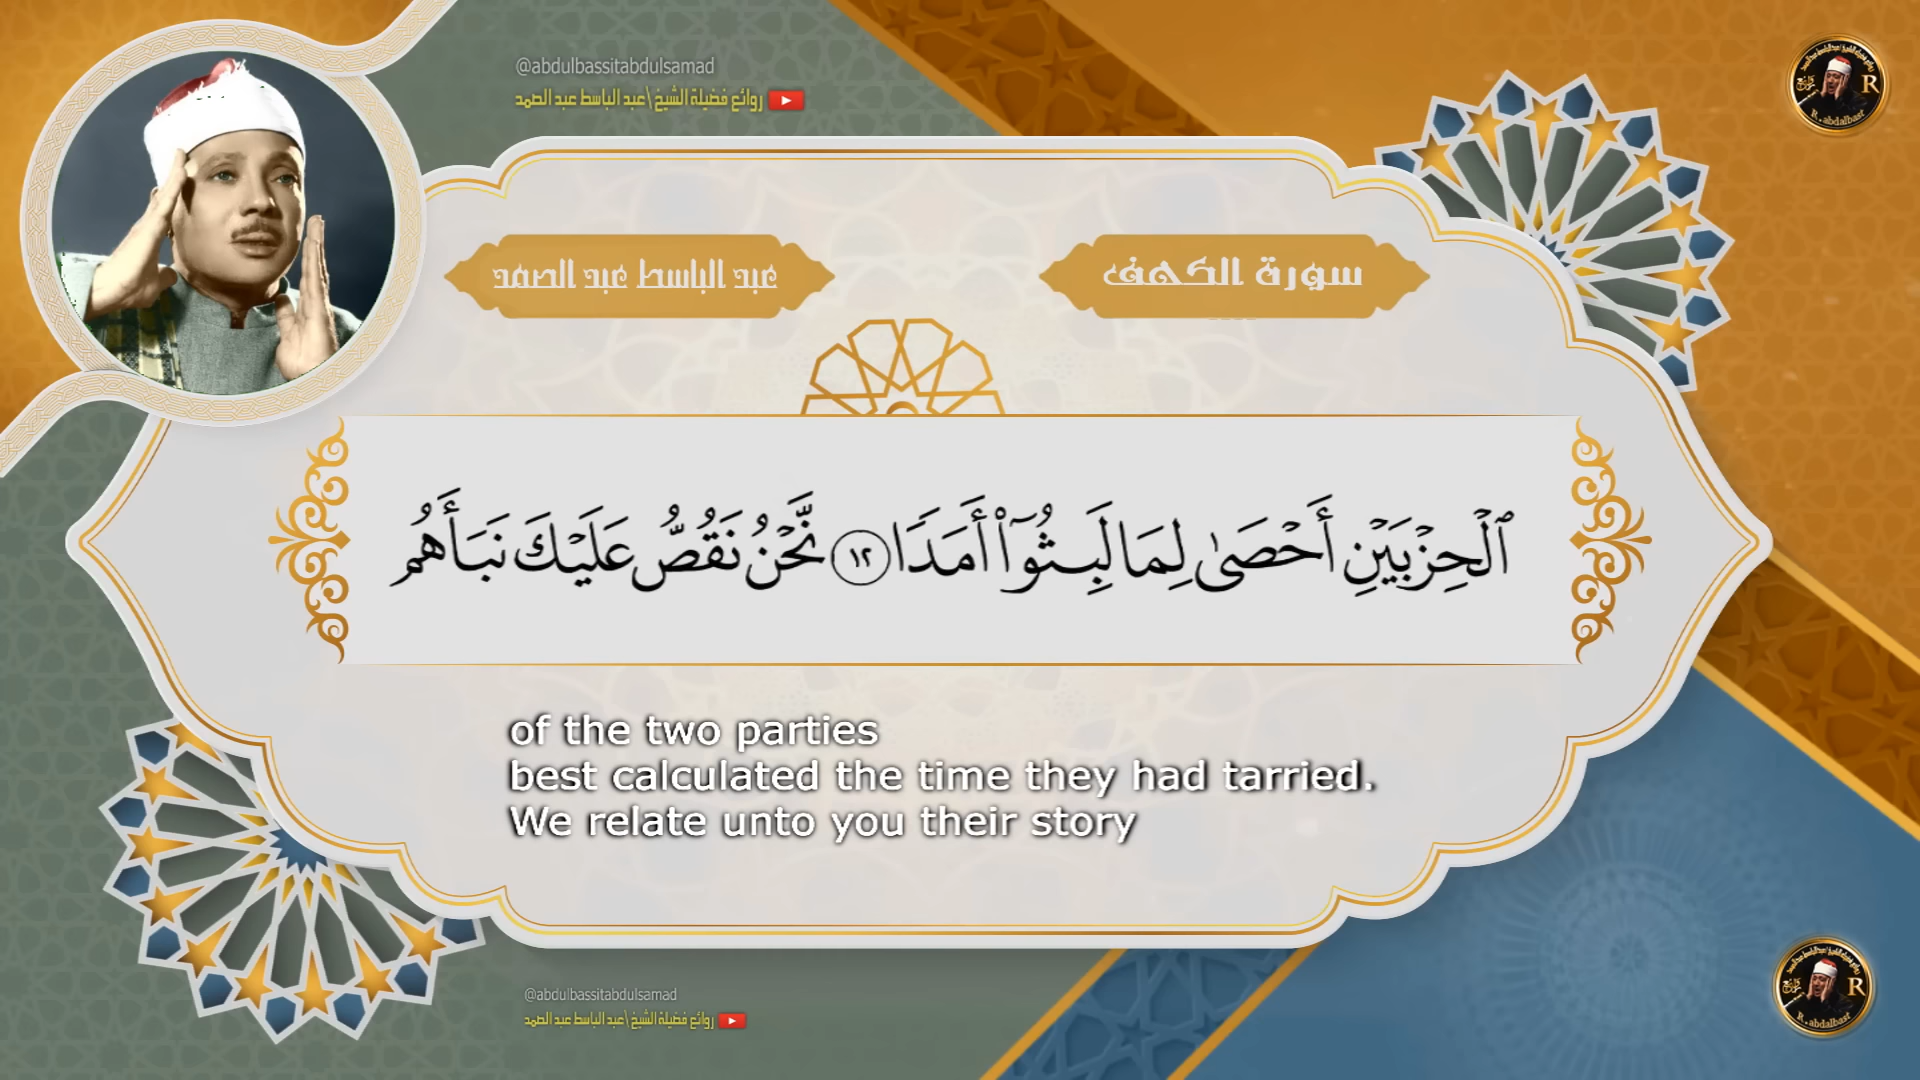 @abdulbassitabdulsamad
روائع فضيلة الشيخ \عبد الباسط عبد الصمد
سورة الكهف
عبد الباسط عبد الصمد
ٱلْحِزْبَيْنِ أَحْصَىٰ لِمَا لَبِثُوٓا۟ أَمَدًا ١٢ نَّحْنُ نَقُصُّ عَلَيْكَ نَبَأَهُم
of the two parties
best calculated the time they had tarried.
We relate unto you their story
@abdulbassitabdulsamad
روائع فضيلة الشيخ \عبد الباسط عبد الصمد
R
R.abdalbast
R
R.abdalbast